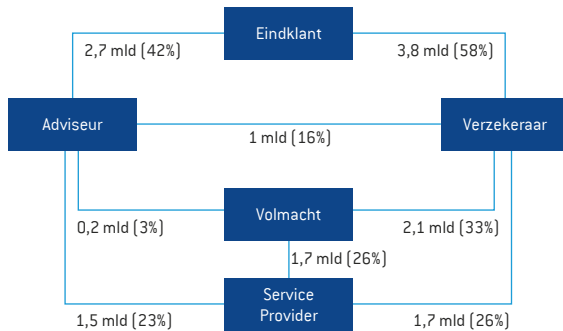 Eindklant
2,7 mld (42%)
3,8 mld (58%)
Adviseur
Verzekeraar
1 mld (16%)
Volmacht
0,2 mld (3%)
2,1 mld (33%)
1,7 mld (26%)
Service
Provider
1,5 mld (23%)
1,7 mld (26%)